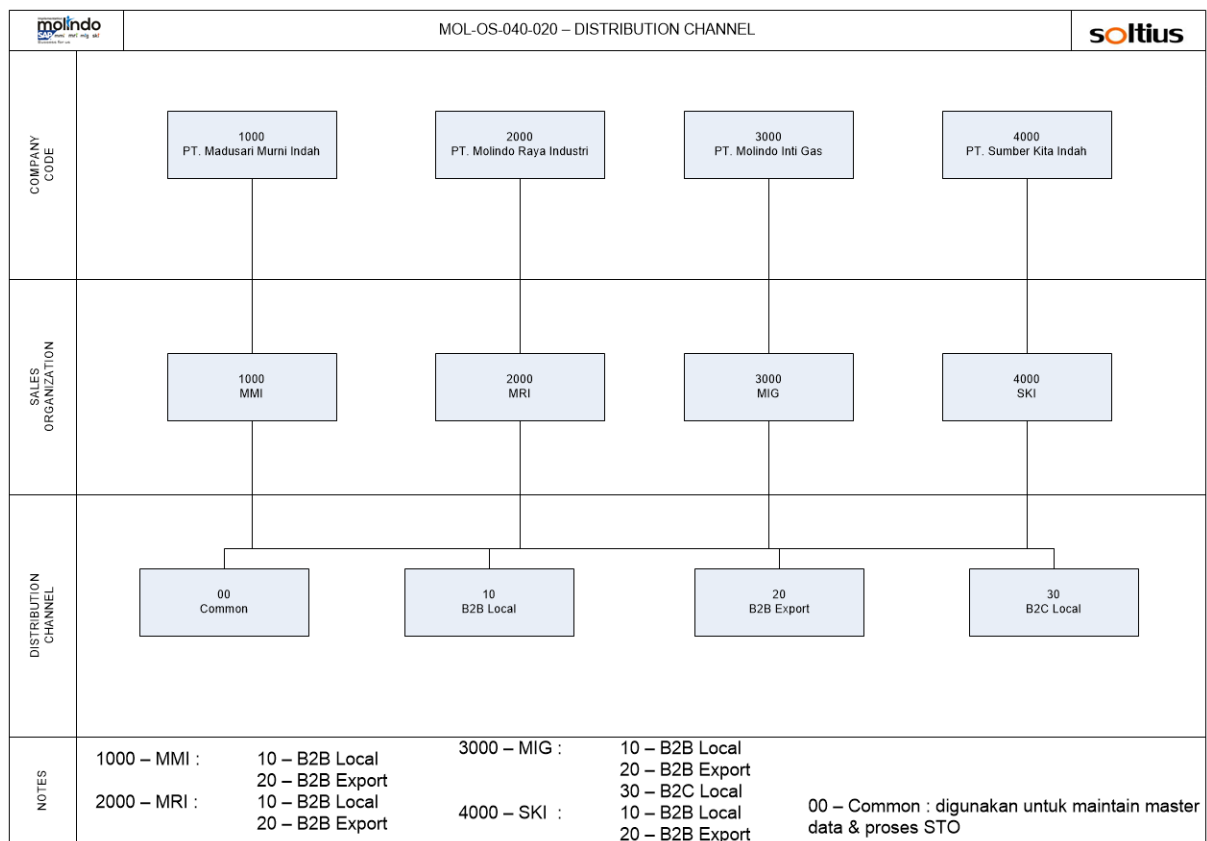 molindo
SAP mmi mri mig ski
MOL-OS-040-020 – DISTRIBUTION CHANNEL
soltius
COMPANY
CODE
1000
PT. Madusari Murni Indah
2000
PT. Molindo Raya Industri
3000
PT. Molindo Inti Gas
4000
PT. Sumber Kita Indah
SALES
ORGANIZATION
1000
MMI
2000
MRI
3000
MIG
4000
SKI
DISTRIBUTION
CHANNEL
00
Common
10
B2B Local
20
B2B Export
30
B2C Local
NOTES
1000 – MMI :
10 – B2B Local
20 – B2B Export
2000 – MRI :
10 – B2B Local
20 – B2B Export
3000 – MIG :
10 – B2B Local
20 – B2B Export
30 – B2C Local
4000 – SKI :
10 – B2B Local
20 – B2B Export
00 – Common : digunakan untuk maintain master
data & proses STO